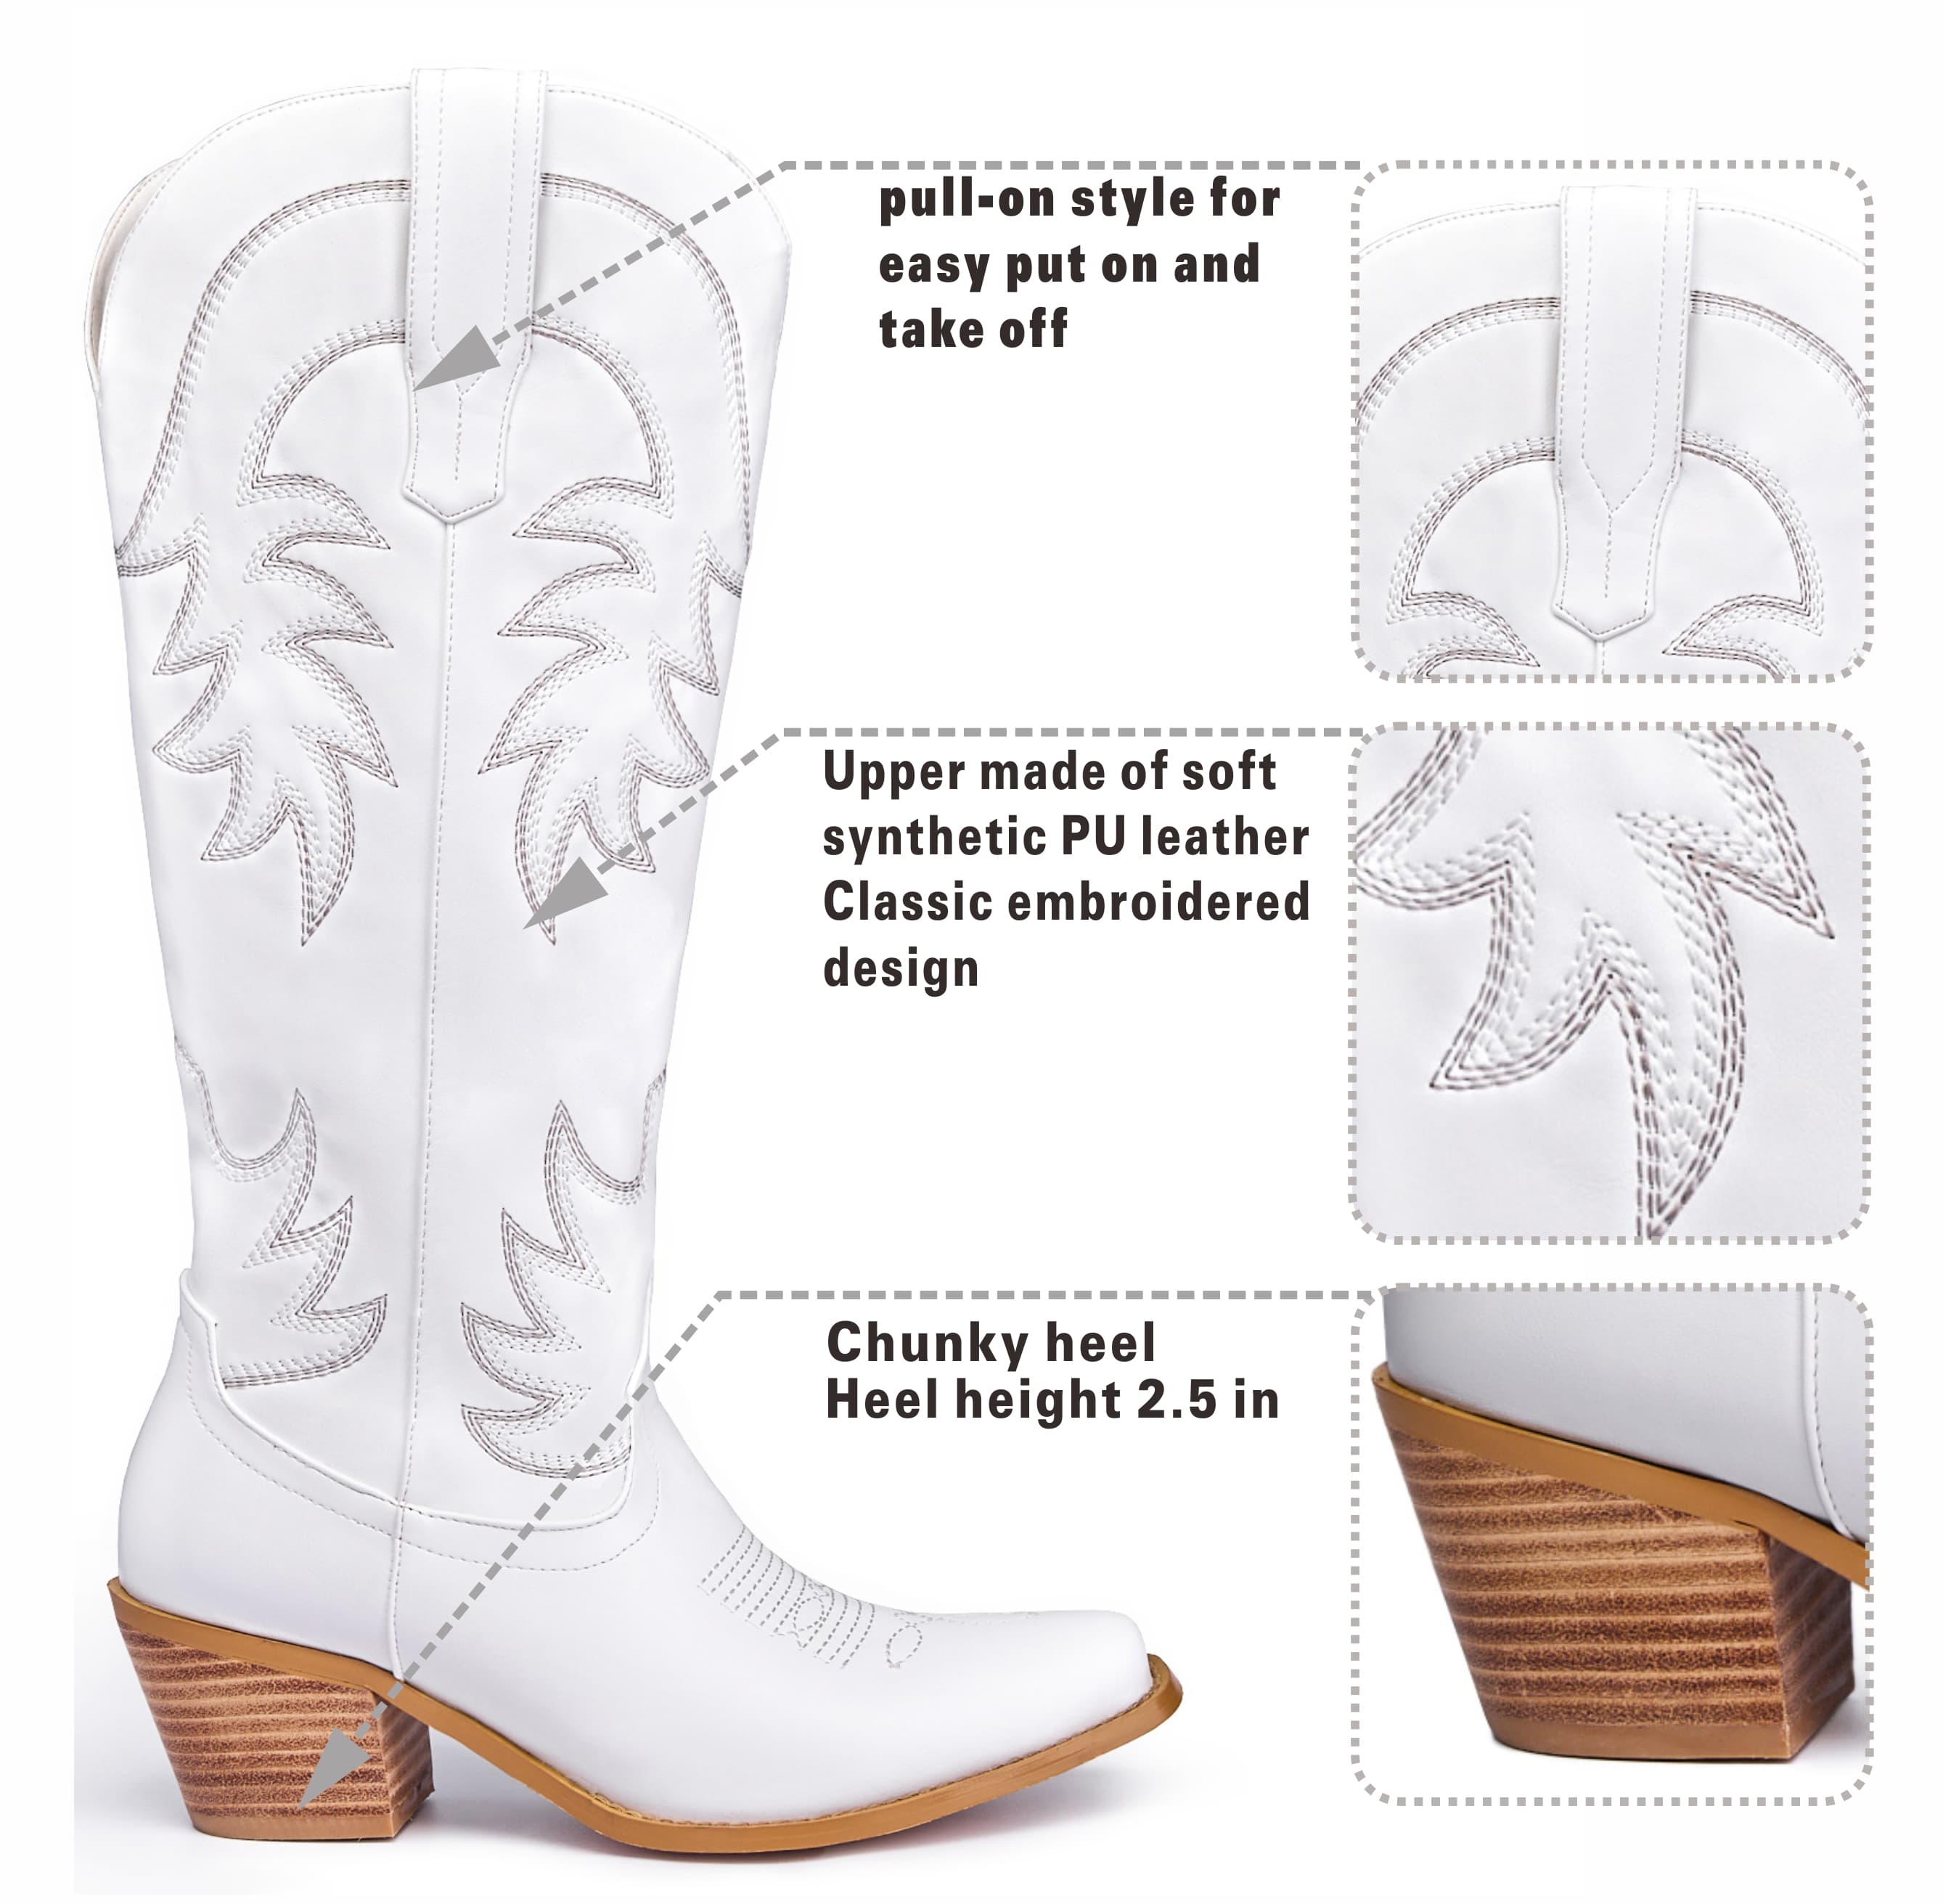 pull-on style for
easy put on and
take off
Upper made of soft
synthetic PU leather
Classic embroidered
design
Chunky heel
Heel height 2.5 in